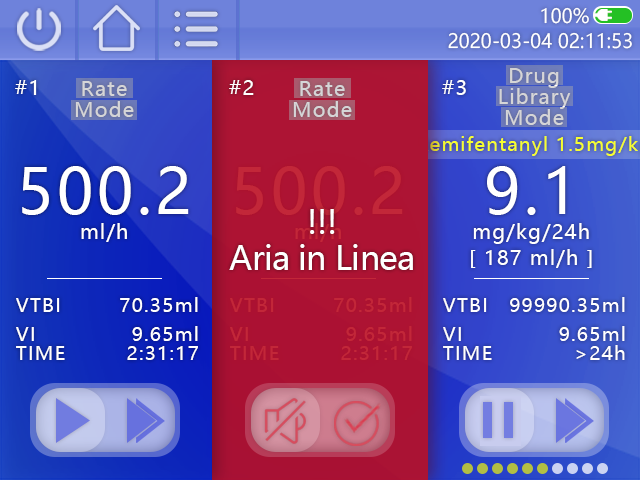 100%
2020-03-04 02:11:53
#1
Rate
Mode
500.2
ml/h
VTBI 70.35ml
VI 9.65ml
TIME 2:31:17
#2
Rate
Mode
500.2
ml/h
!!!
Aria in Linea
VTBI 70.35ml
VI 9.65ml
TIME 2:31:17
#3
Drug
Library
Mode
emifentanyl 1.5mg/k
9.1
mg/kg/24h
[ 187 ml/h ]
VTBI 99990.35ml
VI 9.65ml
TIME >24h